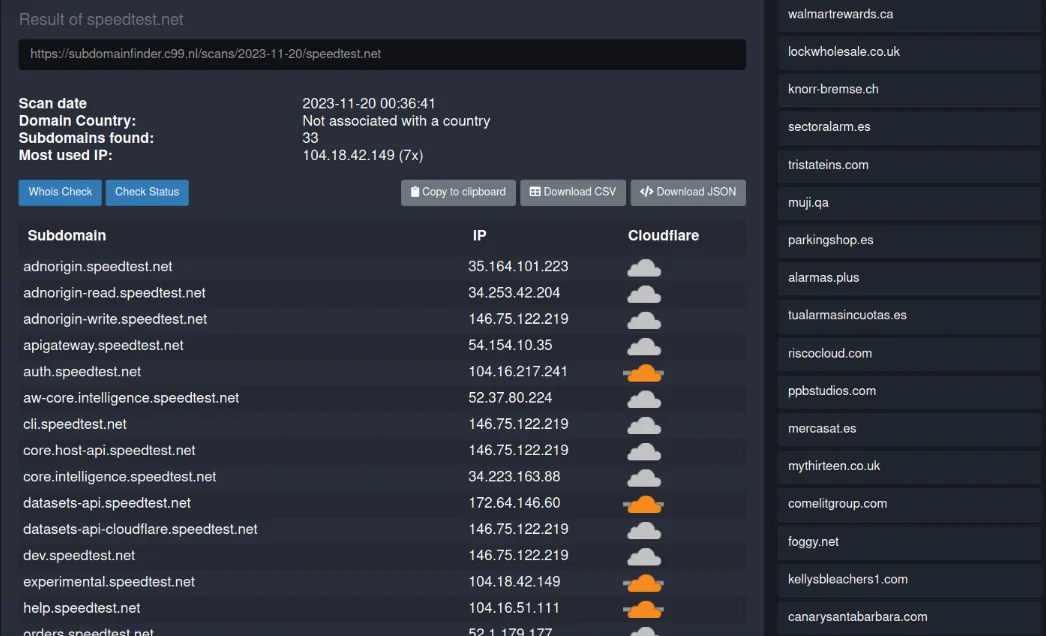 Result of speedtest.net
https://subdomainfinder.c99.nl/scans/2023-11-20/speedtest.net
Scan date 2023-11-20 00:36:41
Domain Country: Not associated with a country
Subdomains found: 33
Most used IP: 104.18.42.149 (7x)
Whois Check Check Status Copy to clipboard Download CSV Download JSON
Subdomain IP Cloudflare
adnorigin.speedtest.net 35.164.101.223
adnorigin-read.speedtest.net 34.253.42.204
adnorigin-write.speedtest.net 146.75.122.219
apigateway.speedtest.net 54.154.10.35
auth.speedtest.net 104.16.217.241
aw-core.intelligence.speedtest.net 52.37.80.224
cli.speedtest.net 146.75.122.219
core.host-api.speedtest.net 146.75.122.219
core.intelligence.speedtest.net 34.223.163.88
datasets-api.speedtest.net 172.64.146.60
datasets-api-cloudflare.speedtest.net 146.75.122.219
dev.speedtest.net 146.75.122.219
experimental.speedtest.net 104.18.42.149
help.speedtest.net 104.16.51.111
orders.speedtest.net 52.1.179.177
walmartrewards.ca
lockwholesale.co.uk
knorr-bremse.ch
sectoralarm.es
tristateins.com
muji.qa
parkingshop.es
alarmas.plus
tualarmasincuotas.es
riscocloud.com
ppbstudios.com
mercasat.es
mythirteen.co.uk
comelitgroup.com
foggy.net
kellysbleachers1.com
canarysantabarbara.com